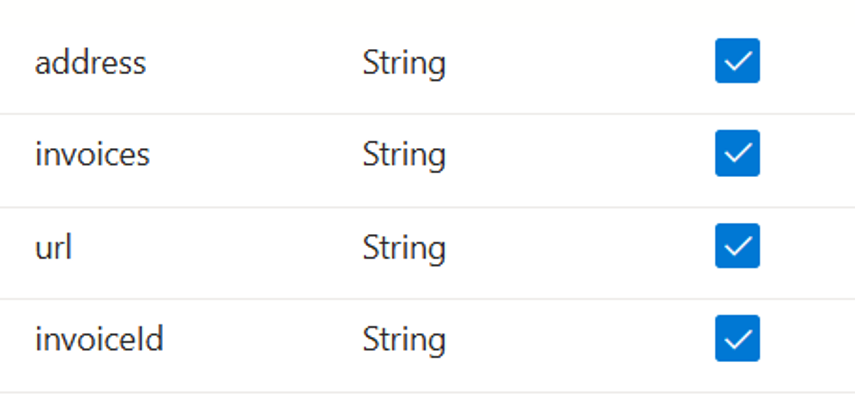 address String
invoices String
url String
invoiceId String